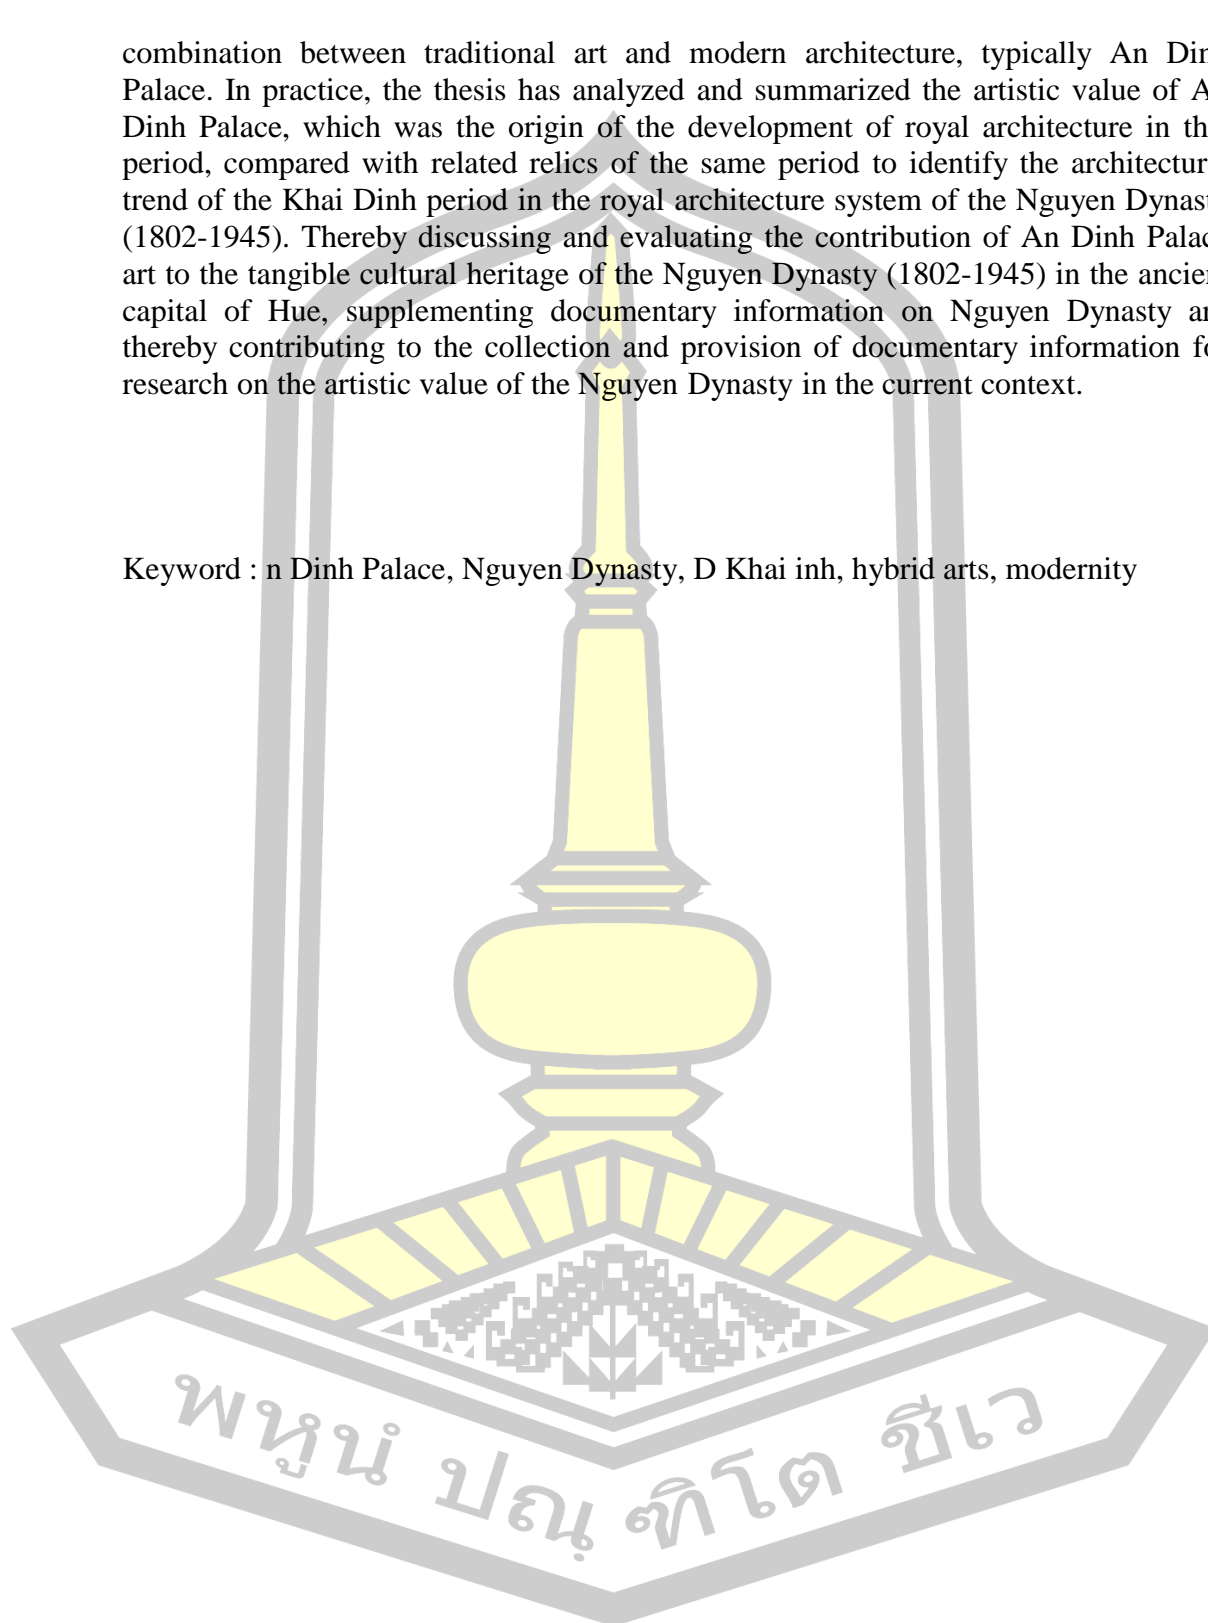 combination between traditional art and modern architecture, typically An Din
Palace. In practice, the thesis has analyzed and summarized the artistic value of A
Dinh Palace, which was the origin of the development of royal architecture in th
period, compared with related relics of the same period to identify the architectur
trend of the Khai Dinh period in the royal architecture system of the Nguyen Dynast
(1802-1945). Thereby discussing and evaluating the contribution of An Dinh Palac
art to the tangible cultural heritage of the Nguyen Dynasty (1802-1945) in the ancien
capital of Hue, supplementing documentary information on Nguyen Dynasty an
thereby contributing to the collection and provision of documentary information fo
research on the artistic value of the Nguyen Dynasty in the current context.
Keyword : n Dinh Palace, Nguyen Dynasty, D Khai inh, hybrid arts, modernity
พหูนํ ปณฺ ฑิโต ชีเว